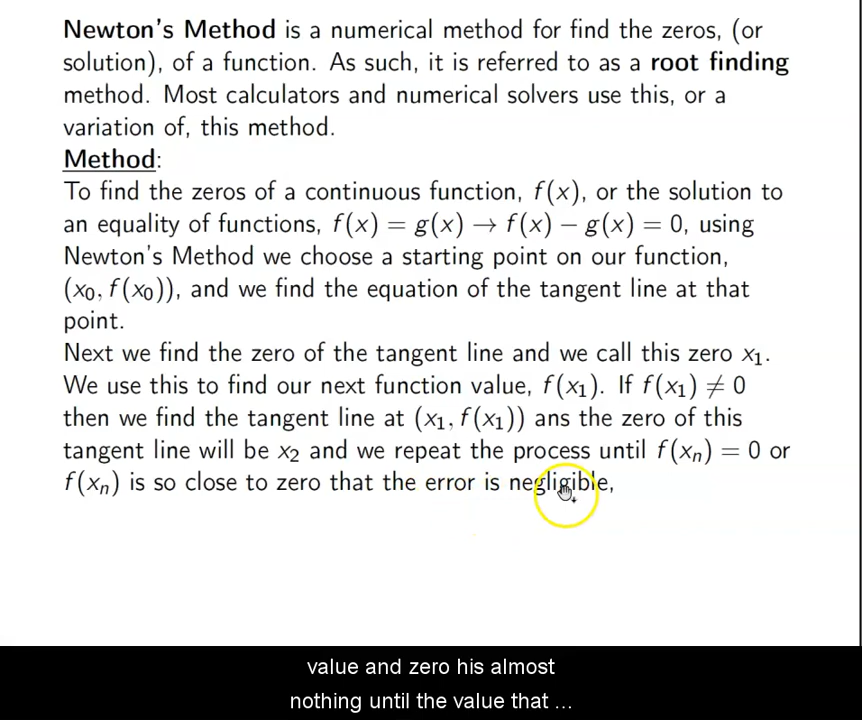 Newton's Method is a numerical method for find the zeros, (or
solution), of a function. As such, it is referred to as a root finding
method. Most calculators and numerical solvers use this, or a
variation of, this method.
Method:
To find the zeros of a continuous function, f(x), or the solution to
an equality of functions, f(x) = g(x) → f(x) − g(x) = 0, using
Newton's Method we choose a starting point on our function,
(x₀, f(x₀)), and we find the equation of the tangent line at that
point.
Next we find the zero of the tangent line and we call this zero x₁.
We use this to find our next function value, f(x₁). If f(x₁) ≠ 0
then we find the tangent line at (x₁, f(x₁)) ans the zero of this
tangent line will be x₂ and we repeat the process until f(xₙ) = 0 or
f(xₙ) is so close to zero that the error is negligible,
value and zero his almost
nothing until the value that ...